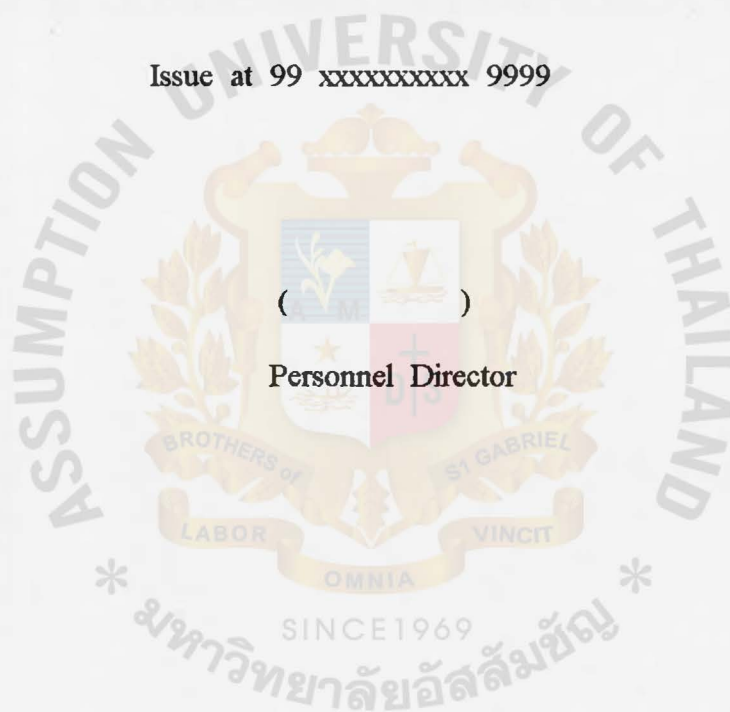 Issue at 99 xxxxxxxxxx 9999
ASSUMPTION UNIVERSITY OF THAILAND
( )
A M
Personnel Director
D S
BROTHERS of ST GABRIEL
LABOR VINCIT
OMNIA
SINCE1969
* มหาวิทยาลัยอัสสัมชัญ *